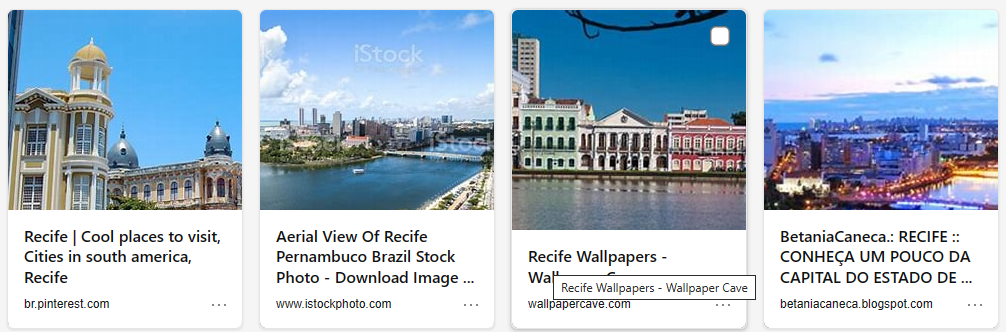 iStock
Recife | Cool places to visit,
Cities in south america,
Recife
br.pinterest.com
Aerial View Of Recife
Pernambuco Brazil Stock
Photo - Download Image ...
www.istockphoto.com
Recife Wallpapers -
Recife Wallpapers - Wallpaper Cave
wallpapercave.com
BetaniaCaneca.: RECIFE ::
CONHEÇA UM POUCO DA
CAPITAL DO ESTADO DE ...
betaniacaneca.blogspot.com